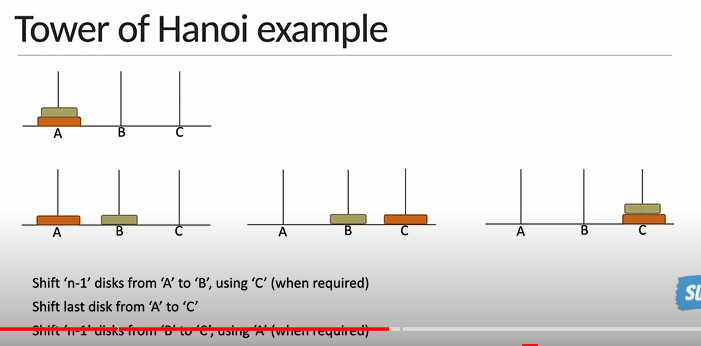 Tower of Hanoi example
A B C
A B C
A B C
A B C
Shift ‘n-1’ disks from ‘A’ to ‘B’, using ‘C’ (when required)
Shift last disk from ‘A’ to ‘C’
Shift ‘n-1’ disks from ‘B’ to ‘C’, using ‘A’ (when required)